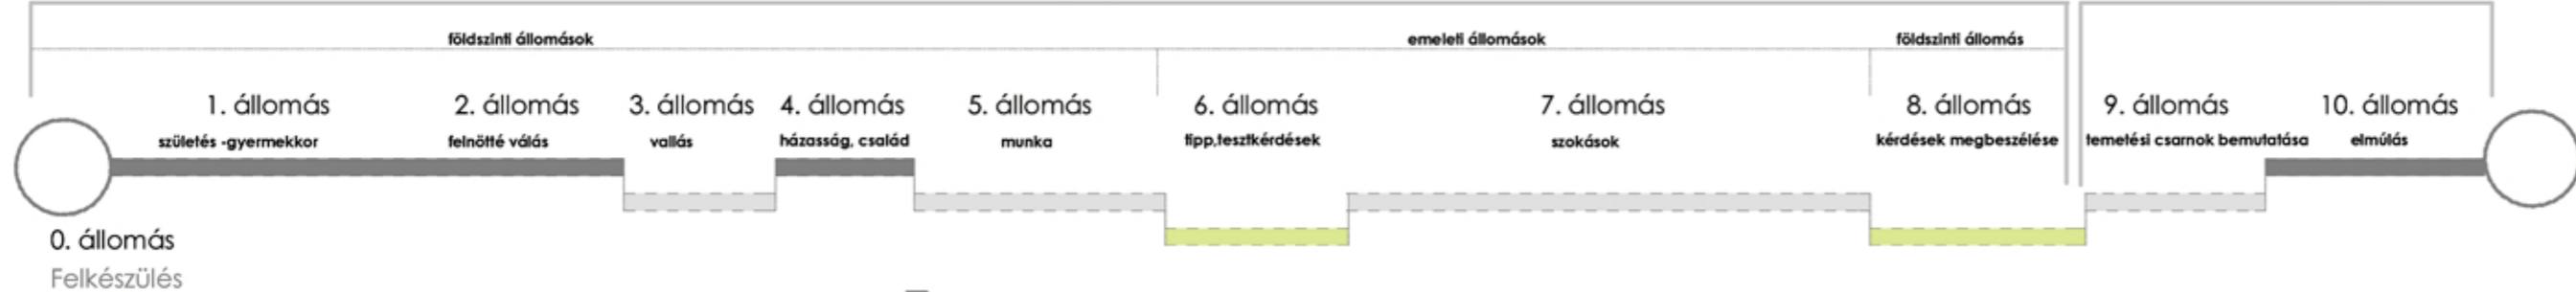 földszinti állomások
emeleti állomások
földszinti állomás
1. állomás
születés -gyermekkor
2. állomás
felnötté válás
3. állomás
vallás
4. állomás
házasság, család
5. állomás
munka
6. állomás
tipp,tesztkérdések
7. állomás
szokások
8. állomás
kérdések megbeszélése
9. állomás
temetési csarnok bemutatása
10. állomás
elmúlás
0. állomás
Felkészülés